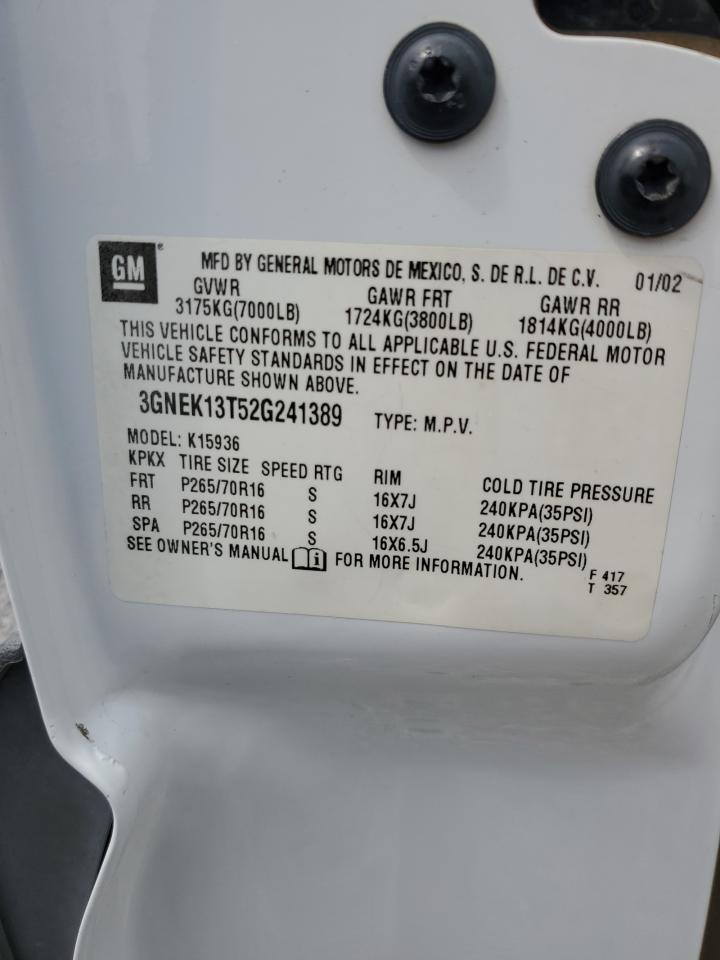 GM ® MFD BY GENERAL MOTORS DE MEXICO, S. DE R.L. DE C.V. 01/02
GVWR GAWR FRT GAWR RR
3175KG(7000LB) 1724KG(3800LB) 1814KG(4000LB)
THIS VEHICLE CONFORMS TO ALL APPLICABLE U.S. FEDERAL MOTOR
VEHICLE SAFETY STANDARDS IN EFFECT ON THE DATE OF
MANUFACTURE SHOWN ABOVE.
3GNEK13T52G241389 TYPE: M.P.V.
MODEL: K15936
KPKX TIRE SIZE SPEED RTG RIM COLD TIRE PRESSURE
FRT P265/70R16 S 16X7J 240KPA(35PSI)
RR P265/70R16 S 16X7J 240KPA(35PSI)
SPA P265/70R16 S 16X6.5J 240KPA(35PSI)
SEE OWNER'S MANUAL i FOR MORE INFORMATION.
F 417
T 357